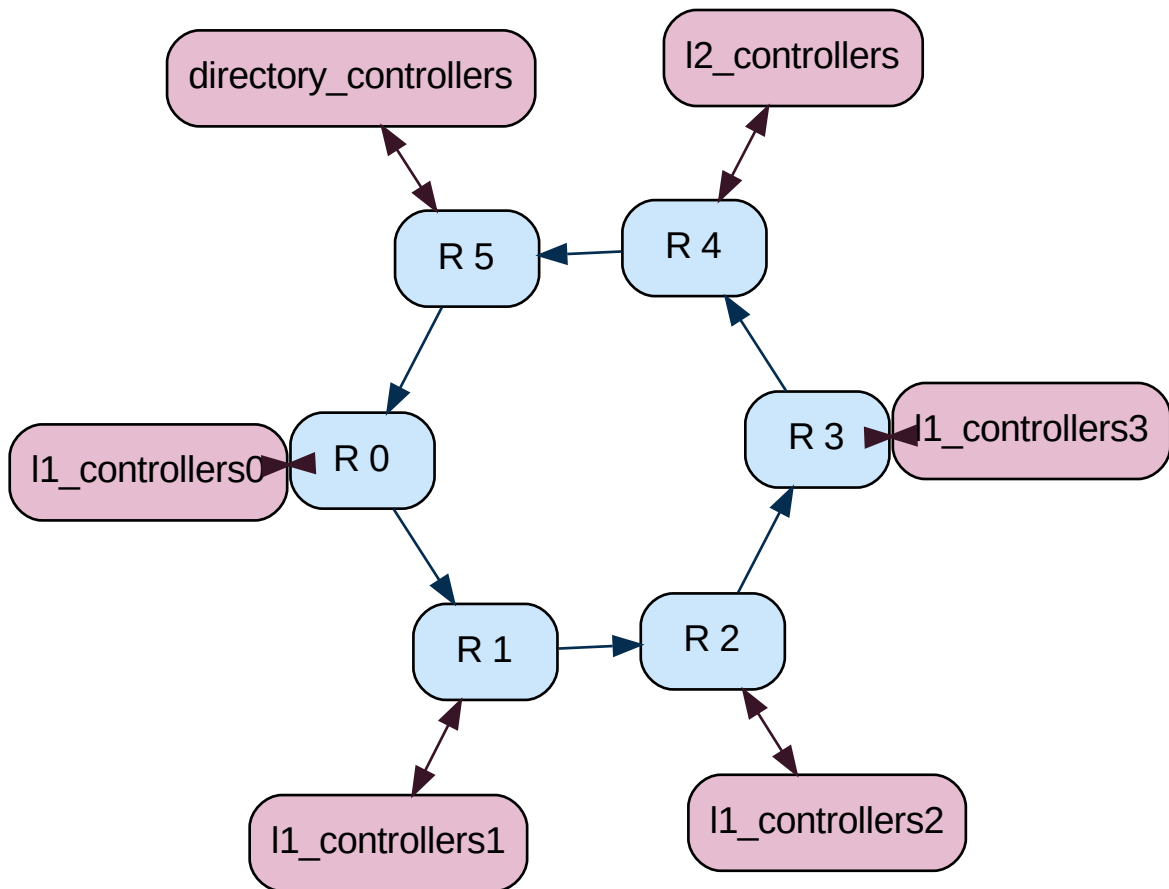 directory_controllers
l2_controllers
R 5
R 4
l1_controllers0
R 0
R 3
l1_controllers3
R 1
R 2
l1_controllers1
l1_controllers2